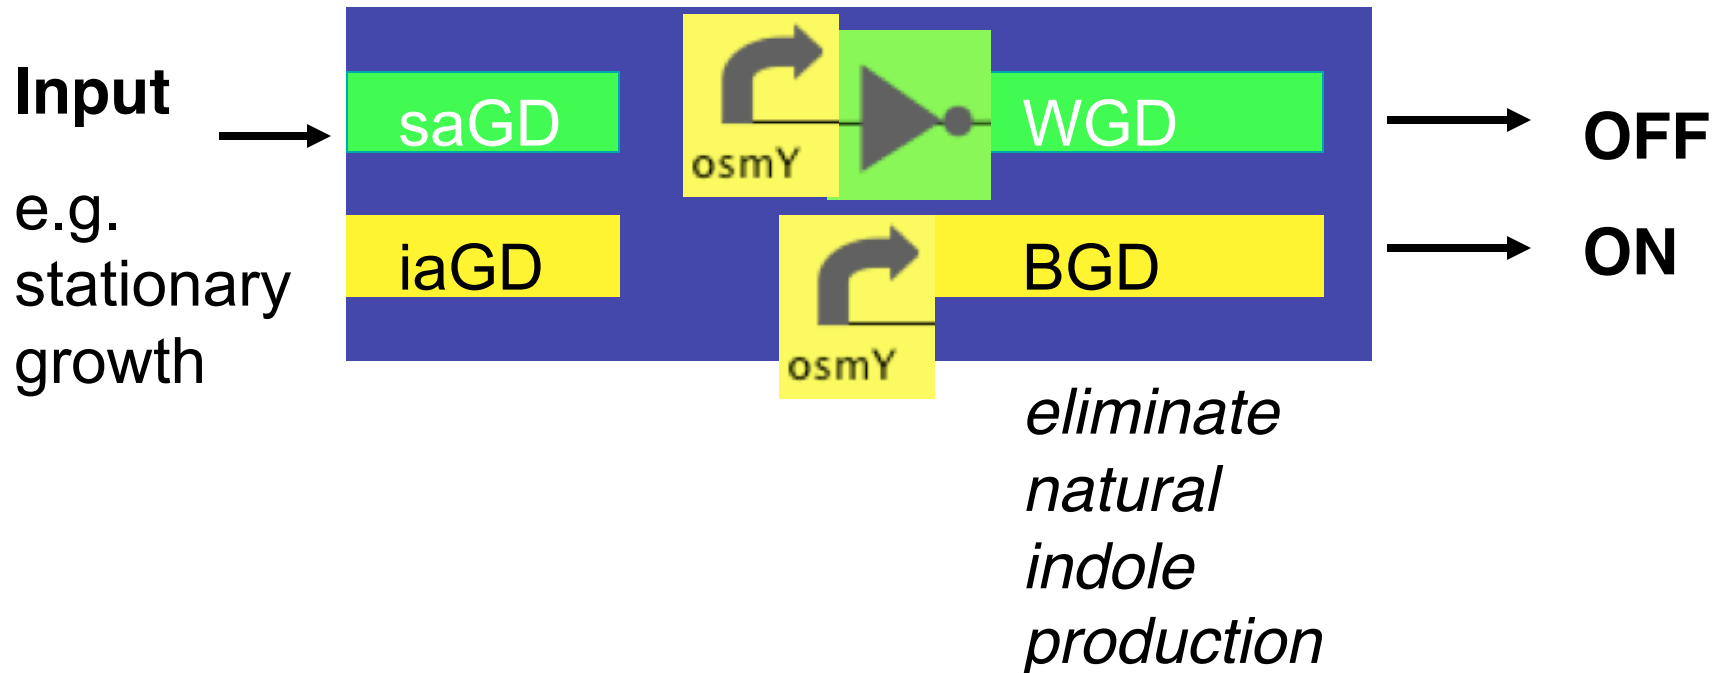 Input
e.g.
stationary
growth
saGD
osmY
WGD
iaGD
osmY
BGD
OFF
ON
eliminate
natural
indole
production